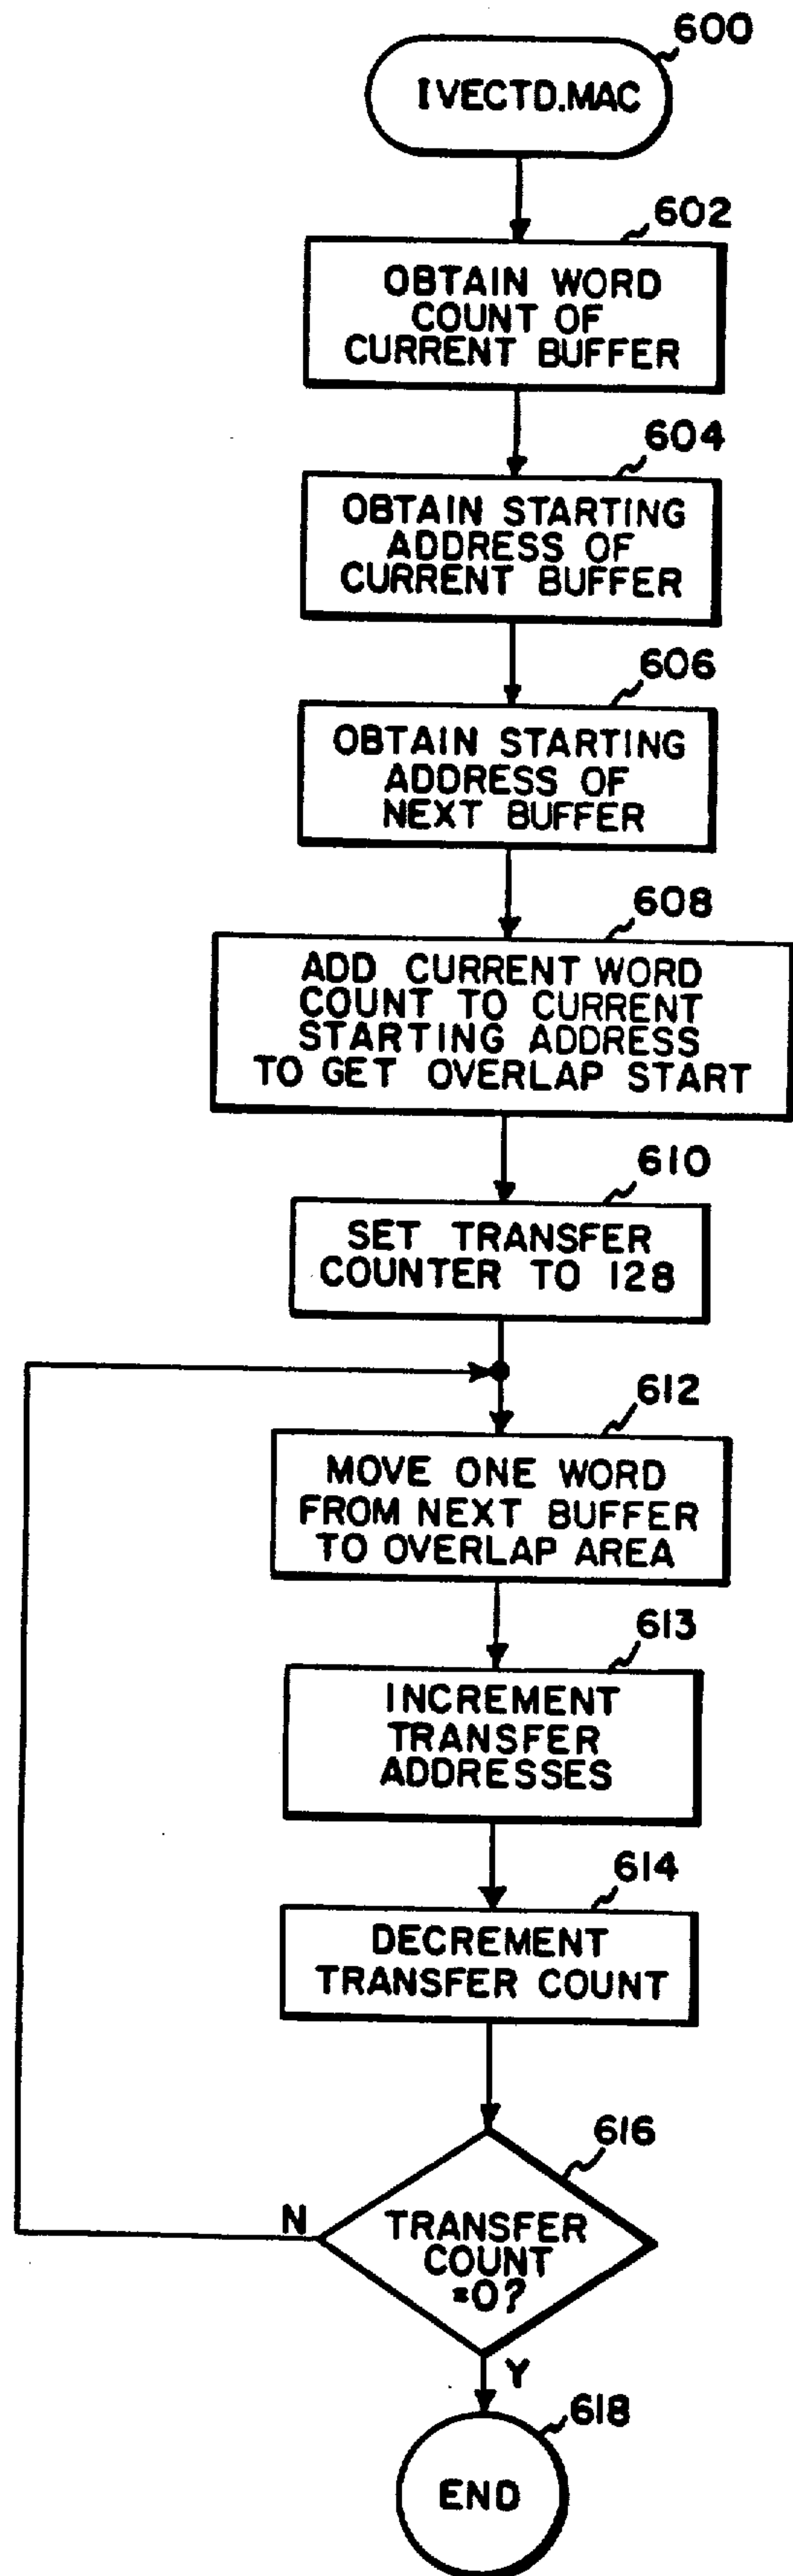 600
IVECTD.MAC
602
OBTAIN WORD
COUNT OF
CURRENT BUFFER
604
OBTAIN STARTING
ADDRESS OF
CURRENT BUFFER
606
OBTAIN STARTING
ADDRESS OF
NEXT BUFFER
608
ADD CURRENT WORD
COUNT TO CURRENT
STARTING ADDRESS
TO GET OVERLAP START
610
SET TRANSFER
COUNTER TO 128
612
MOVE ONE WORD
FROM NEXT BUFFER
TO OVERLAP AREA
613
INCREMENT
TRANSFER
ADDRESSES
614
DECREMENT
TRANSFER COUNT
616
N
TRANSFER
COUNT
=0?
Y
618
END